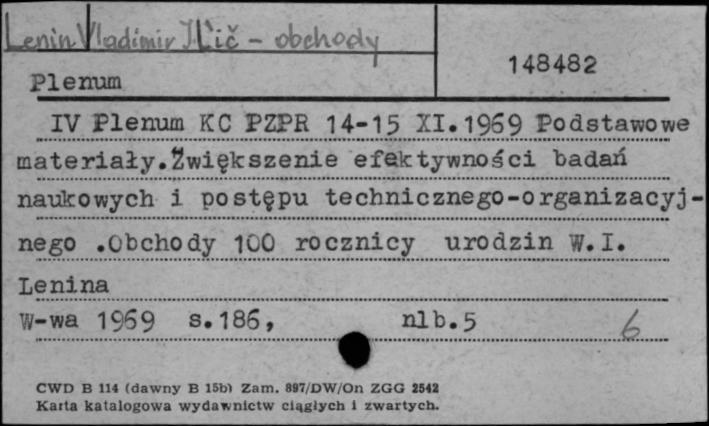 Lenin Vladimir Il'ič - obchody
148482
Plenum
IV Plenum KC PZPR 14-15 XI.1969 Podstawowe
materiały.Zwiększenie efektywności badań
naukowych i postępu technicznego-organizacyj-
nego .Obchody 100 rocznicy urodzin W.I.
Lenina
W-wa 1969 s.186, nlb.5 6
CWD B 114 (dawny B 15b) Zam. 897/DW/On ZGG 2542
Karta katalogowa wydawnictw ciągłych i zwartych.